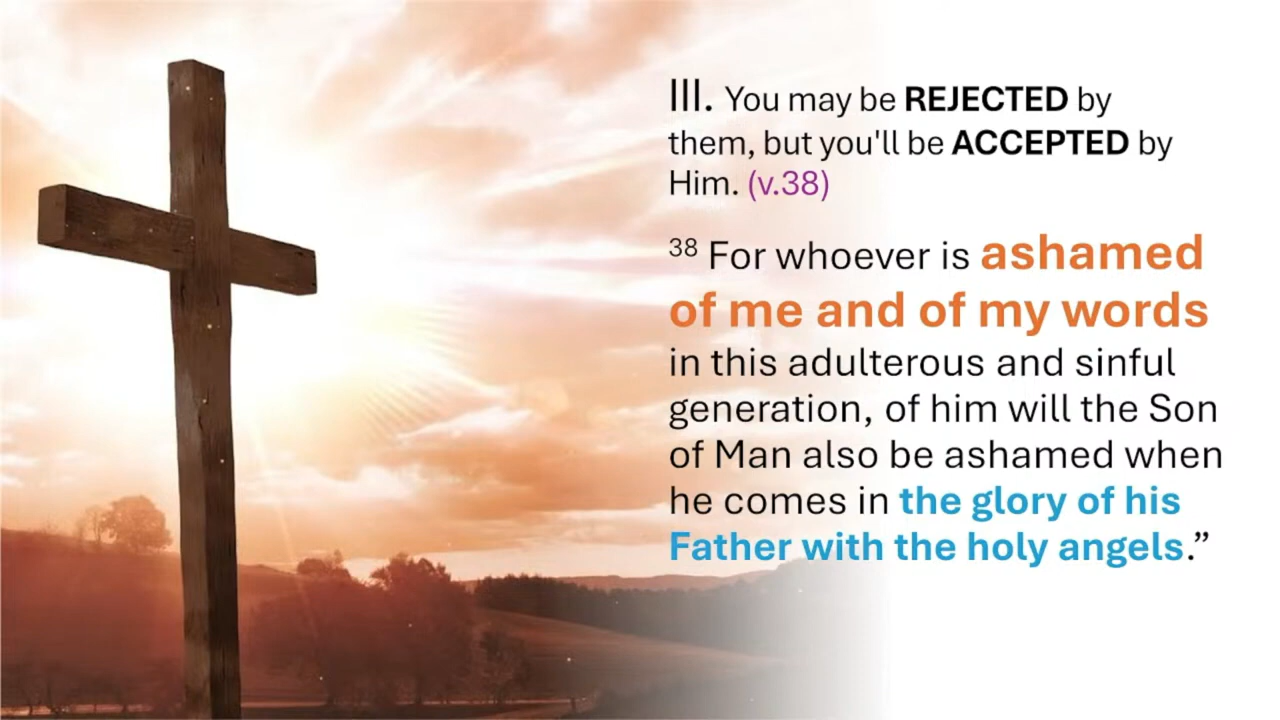 III. You may be REJECTED by
them, but you'll be ACCEPTED by
Him. (v.38)
38 For whoever is ashamed
of me and of my words
in this adulterous and sinful
generation, of him will the Son
of Man also be ashamed when
he comes in the glory of his
Father with the holy angels.”